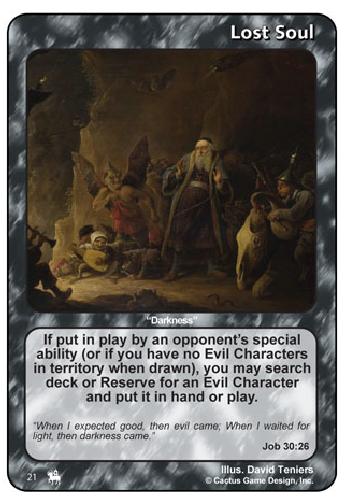 Lost Soul
"Darkness"
If put in play by an opponent's special
ability (or if you have no Evil Characters
in territory when drawn), you may search
deck or Reserve for an Evil Character
and put it in hand or play.
"When I expected good, then evil came; When I waited for
light, then darkness came."
Job 30:26
21
Illus. David Teniers
© Cactus Game Design, Inc.